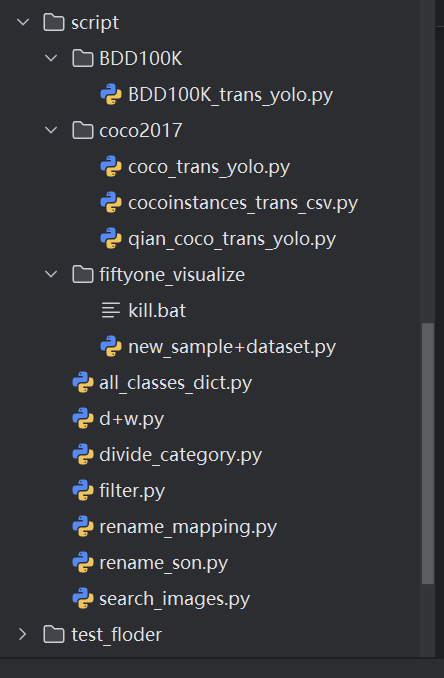 script
BDD100K
BDD100K_trans_yolo.py
coco2017
coco_trans_yolo.py
cocoinstances_trans_csv.py
qian_coco_trans_yolo.py
fiftyone_visualize
kill.bat
new_sample+dataset.py
all_classes_dict.py
d+w.py
divide_category.py
filter.py
rename_mapping.py
rename_son.py
search_images.py
test_floder